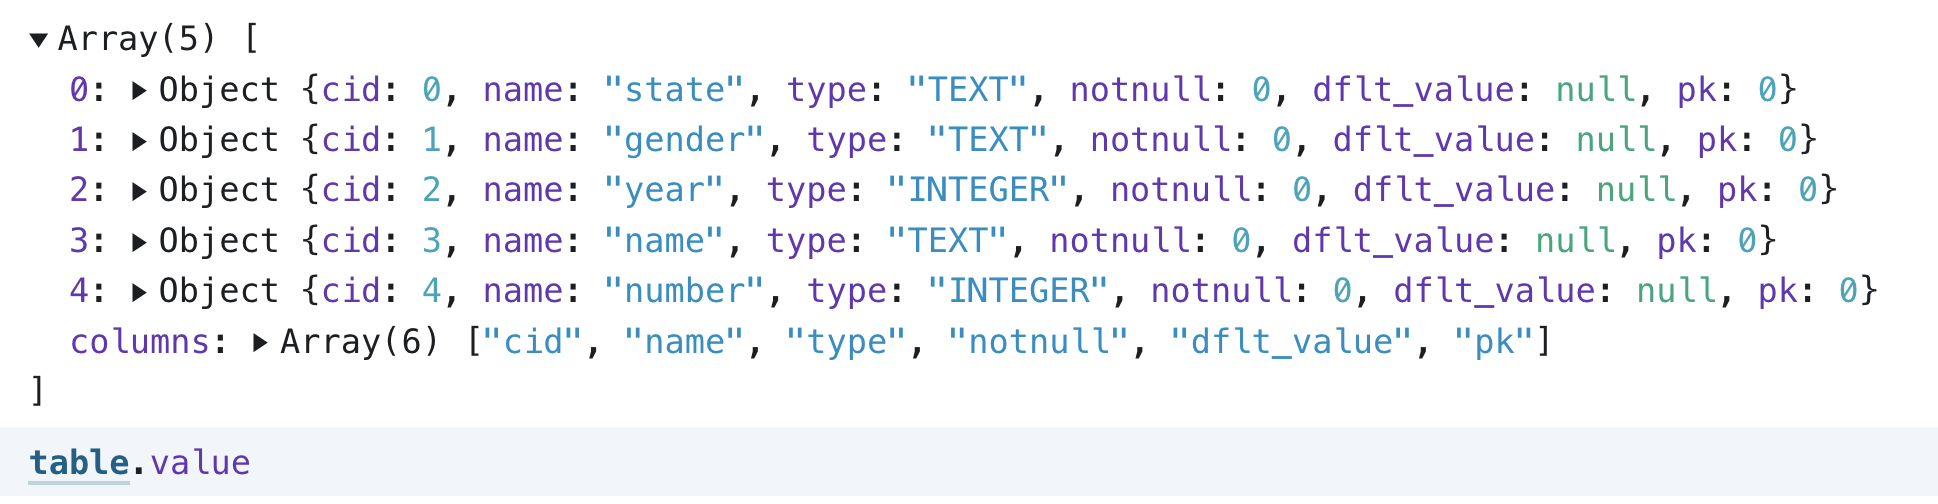 ▼Array(5) [
0: ▶Object {cid: 0, name: "state", type: "TEXT", notnull: 0, dflt_value: null, pk: 0}
1: ▶Object {cid: 1, name: "gender", type: "TEXT", notnull: 0, dflt_value: null, pk: 0}
2: ▶Object {cid: 2, name: "year", type: "INTEGER", notnull: 0, dflt_value: null, pk: 0}
3: ▶Object {cid: 3, name: "name", type: "TEXT", notnull: 0, dflt_value: null, pk: 0}
4: ▶Object {cid: 4, name: "number", type: "INTEGER", notnull: 0, dflt_value: null, pk: 0}
columns: ▶Array(6) ["cid", "name", "type", "notnull", "dflt_value", "pk"]
]
table.value